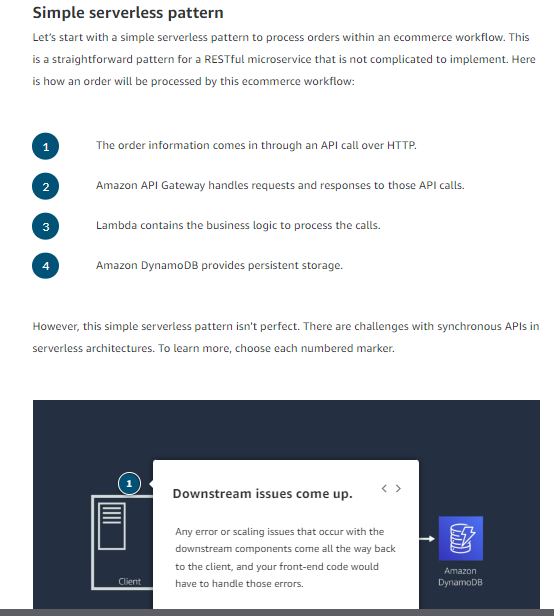 Simple serverless pattern
Let's start with a simple serverless pattern to process orders within an ecommerce workflow. This
is a straightforward pattern for a RESTful microservice that is not complicated to implement. Here
is how an order will be processed by this ecommerce workflow:
1 The order information comes in through an API call over HTTP.
2 Amazon API Gateway handles requests and responses to those API calls.
3 Lambda contains the business logic to process the calls.
4 Amazon DynamoDB provides persistent storage.
However, this simple serverless pattern isn't perfect. There are challenges with synchronous APIs in
serverless architectures. To learn more, choose each numbered marker.
1
Downstream issues come up.
Any error or scaling issues that occur with the
downstream components come all the way back
to the client, and your front-end code would
have to handle those errors.
Client
Amazon
DynamoDB